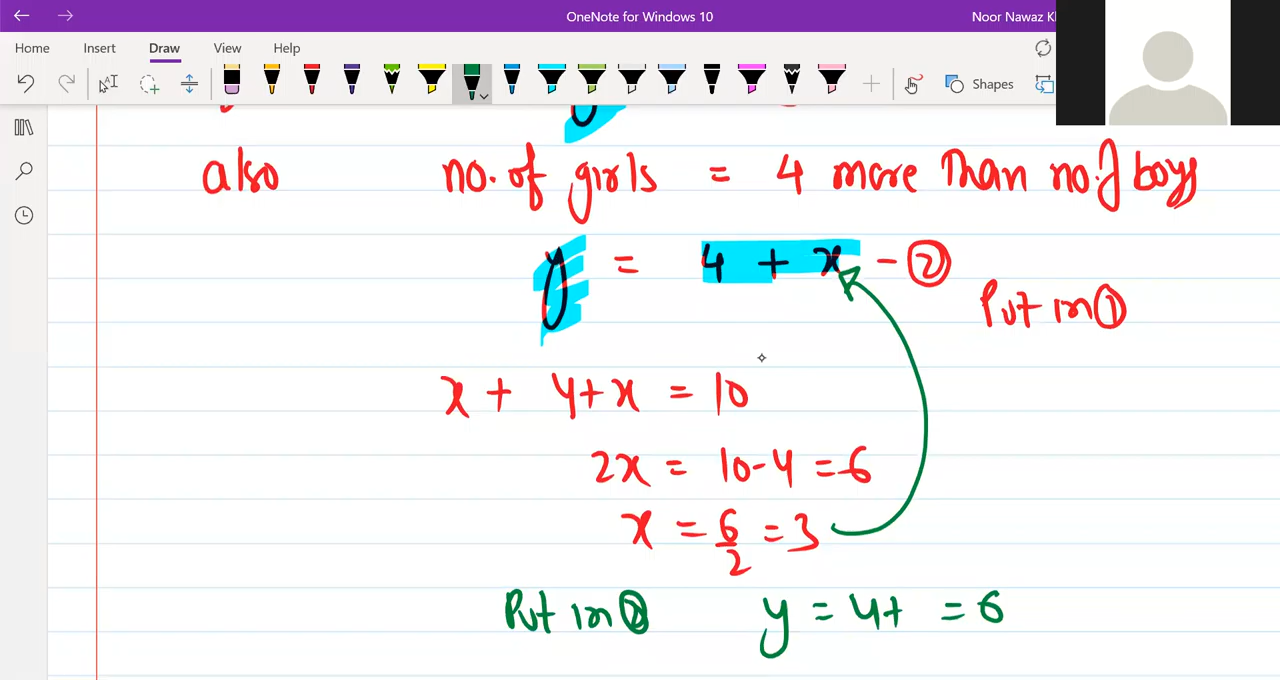 OneNote for Windows 10
Noor Nawaz Kh
Home Insert Draw View Help
Shapes
also no. of girls = 4 more than no. of boys
y = 4 + x - ②
Put in ①
x + 4+x = 10
2x = 10-4 = 6
x = 6/2 = 3
Put in ② y = 4+ = 6